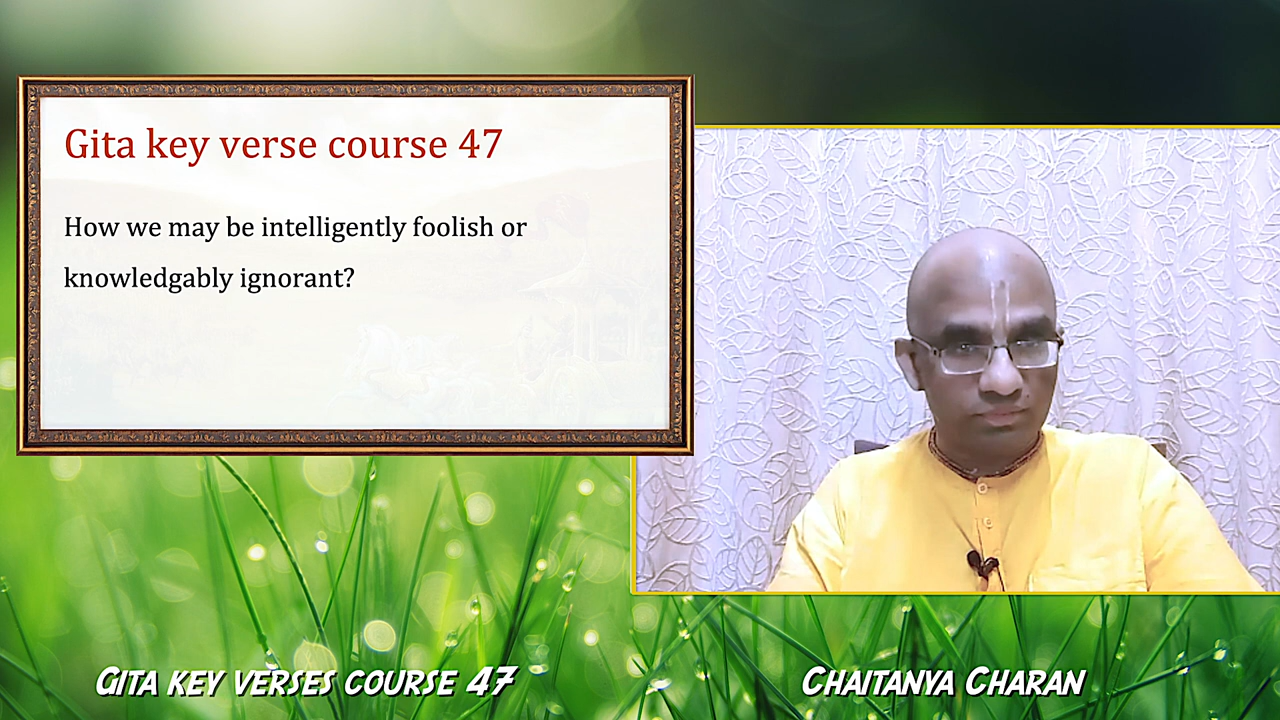 Gita key verse course 47
How we may be intelligently foolish or
knowledgably ignorant?
GITA KEY VERSES COURSE 47
CHAITANYA CHARAN